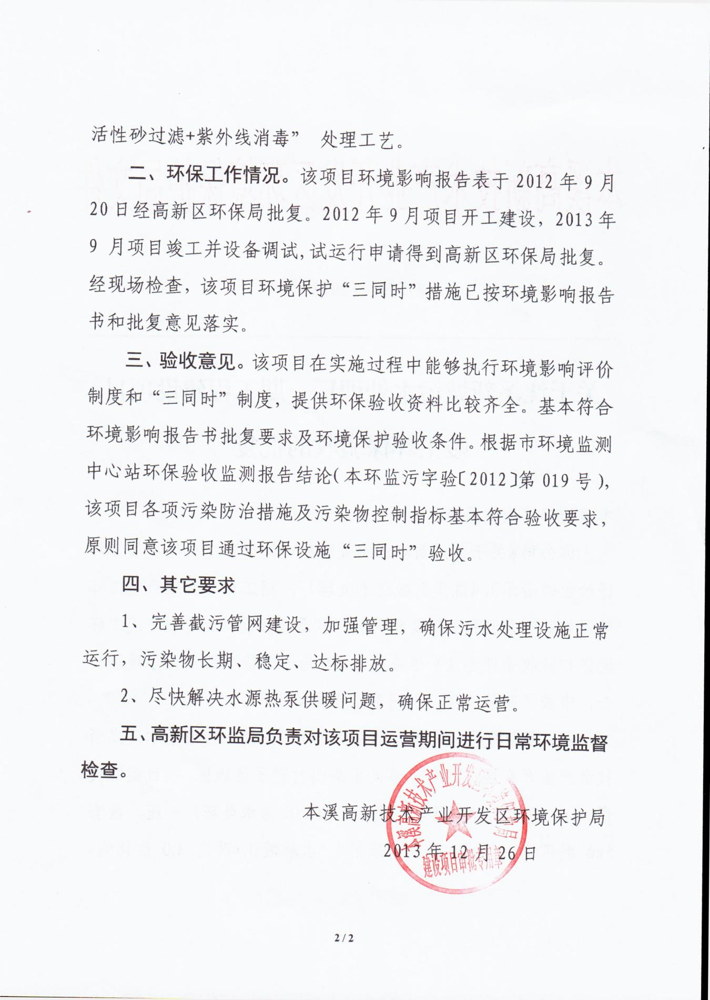 活性砂过滤+紫外线消毒” 处理工艺。
二、环保工作情况。该项目环境影响报告表于 2012 年 9 月
20 日经高新区环保局批复。2012 年 9 月项目开工建设，2013 年
9 月项目竣工并设备调试,试运行申请得到高新区环保局批复。
经现场检查，该项目环境保护“三同时”措施已按环境影响报告
书和批复意见落实。
三、验收意见。该项目在实施过程中能够执行环境影响评价
制度和“三同时”制度，提供环保验收资料比较齐全。基本符合
环境影响报告书批复要求及环境保护验收条件。根据市环境监测
中心站环保验收监测报告结论(本环监污字验〔2012〕第 019 号),
该项目各项污染防治措施及污染物控制指标基本符合验收要求，
原则同意该项目通过环保设施“三同时”验收。
四、其它要求
1、完善截污管网建设，加强管理，确保污水处理设施正常
运行，污染物长期、稳定、达标排放。
2、尽快解决水源热泵供暖问题，确保正常运营。
五、高新区环监局负责对该项目运营期间进行日常环境监督
检查。
本溪高新技术产业开发区环境保护局
2013 年 12 月 26 日
本溪高新技术产业开发区环境保护局
建设项目审批专用章
2 / 2